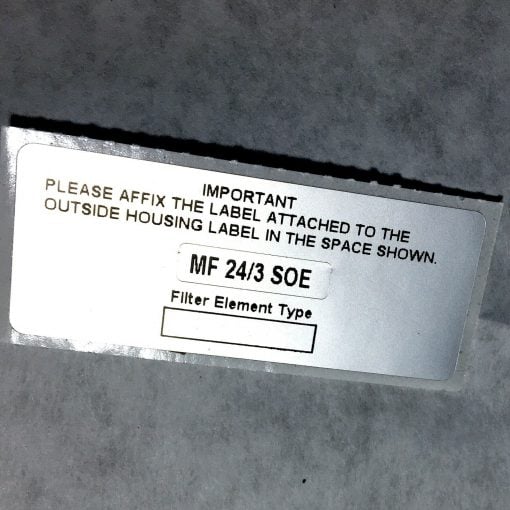 IMPORTANT
PLEASE AFFIX THE LABEL ATTACHED TO THE
OUTSIDE HOUSING LABEL IN THE SPACE SHOWN.
MF 24/3 SOE
Filter Element Type